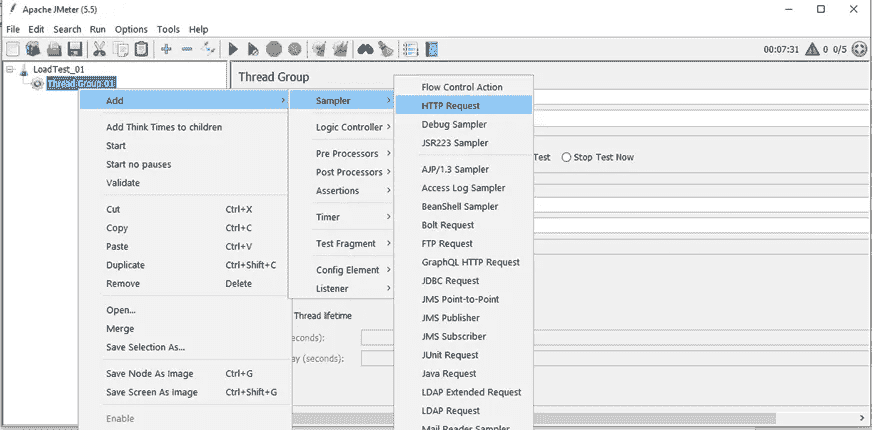 Apache JMeter (5.5)
File Edit Search Run Options Tools Help
00:07:31 0 0/5
LoadTest_01
Thread Group 01
Thread Group
Add
Add Think Times to children
Start
Start no pauses
Validate
Cut Ctrl+X
Copy Ctrl+C
Paste Ctrl+V
Duplicate Ctrl+Shift+C
Remove Delete
Open...
Merge
Save Selection As...
Save Node As Image Ctrl+G
Save Screen As Image Ctrl+Shift+G
Enable
Sampler
Logic Controller
Pre Processors
Post Processors
Assertions
Timer
Test Fragment
Config Element
Listener
Flow Control Action
HTTP Request
Debug Sampler
JSR223 Sampler
AJP/1.3 Sampler
Access Log Sampler
BeanShell Sampler
Bolt Request
FTP Request
GraphQL HTTP Request
JDBC Request
JMS Point-to-Point
JMS Publisher
JMS Subscriber
JUnit Request
Java Request
LDAP Extended Request
LDAP Request
Mail Reader Sampler
Test Stop Test Now
Thread lifetime
econds):
ay (seconds):